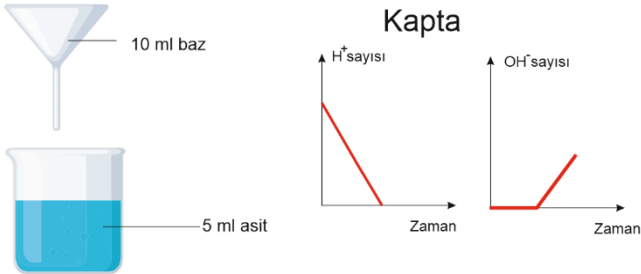 10 ml baz
5 ml asit
Kapta
H⁺sayısı
Zaman
OH⁻sayısı
Zaman